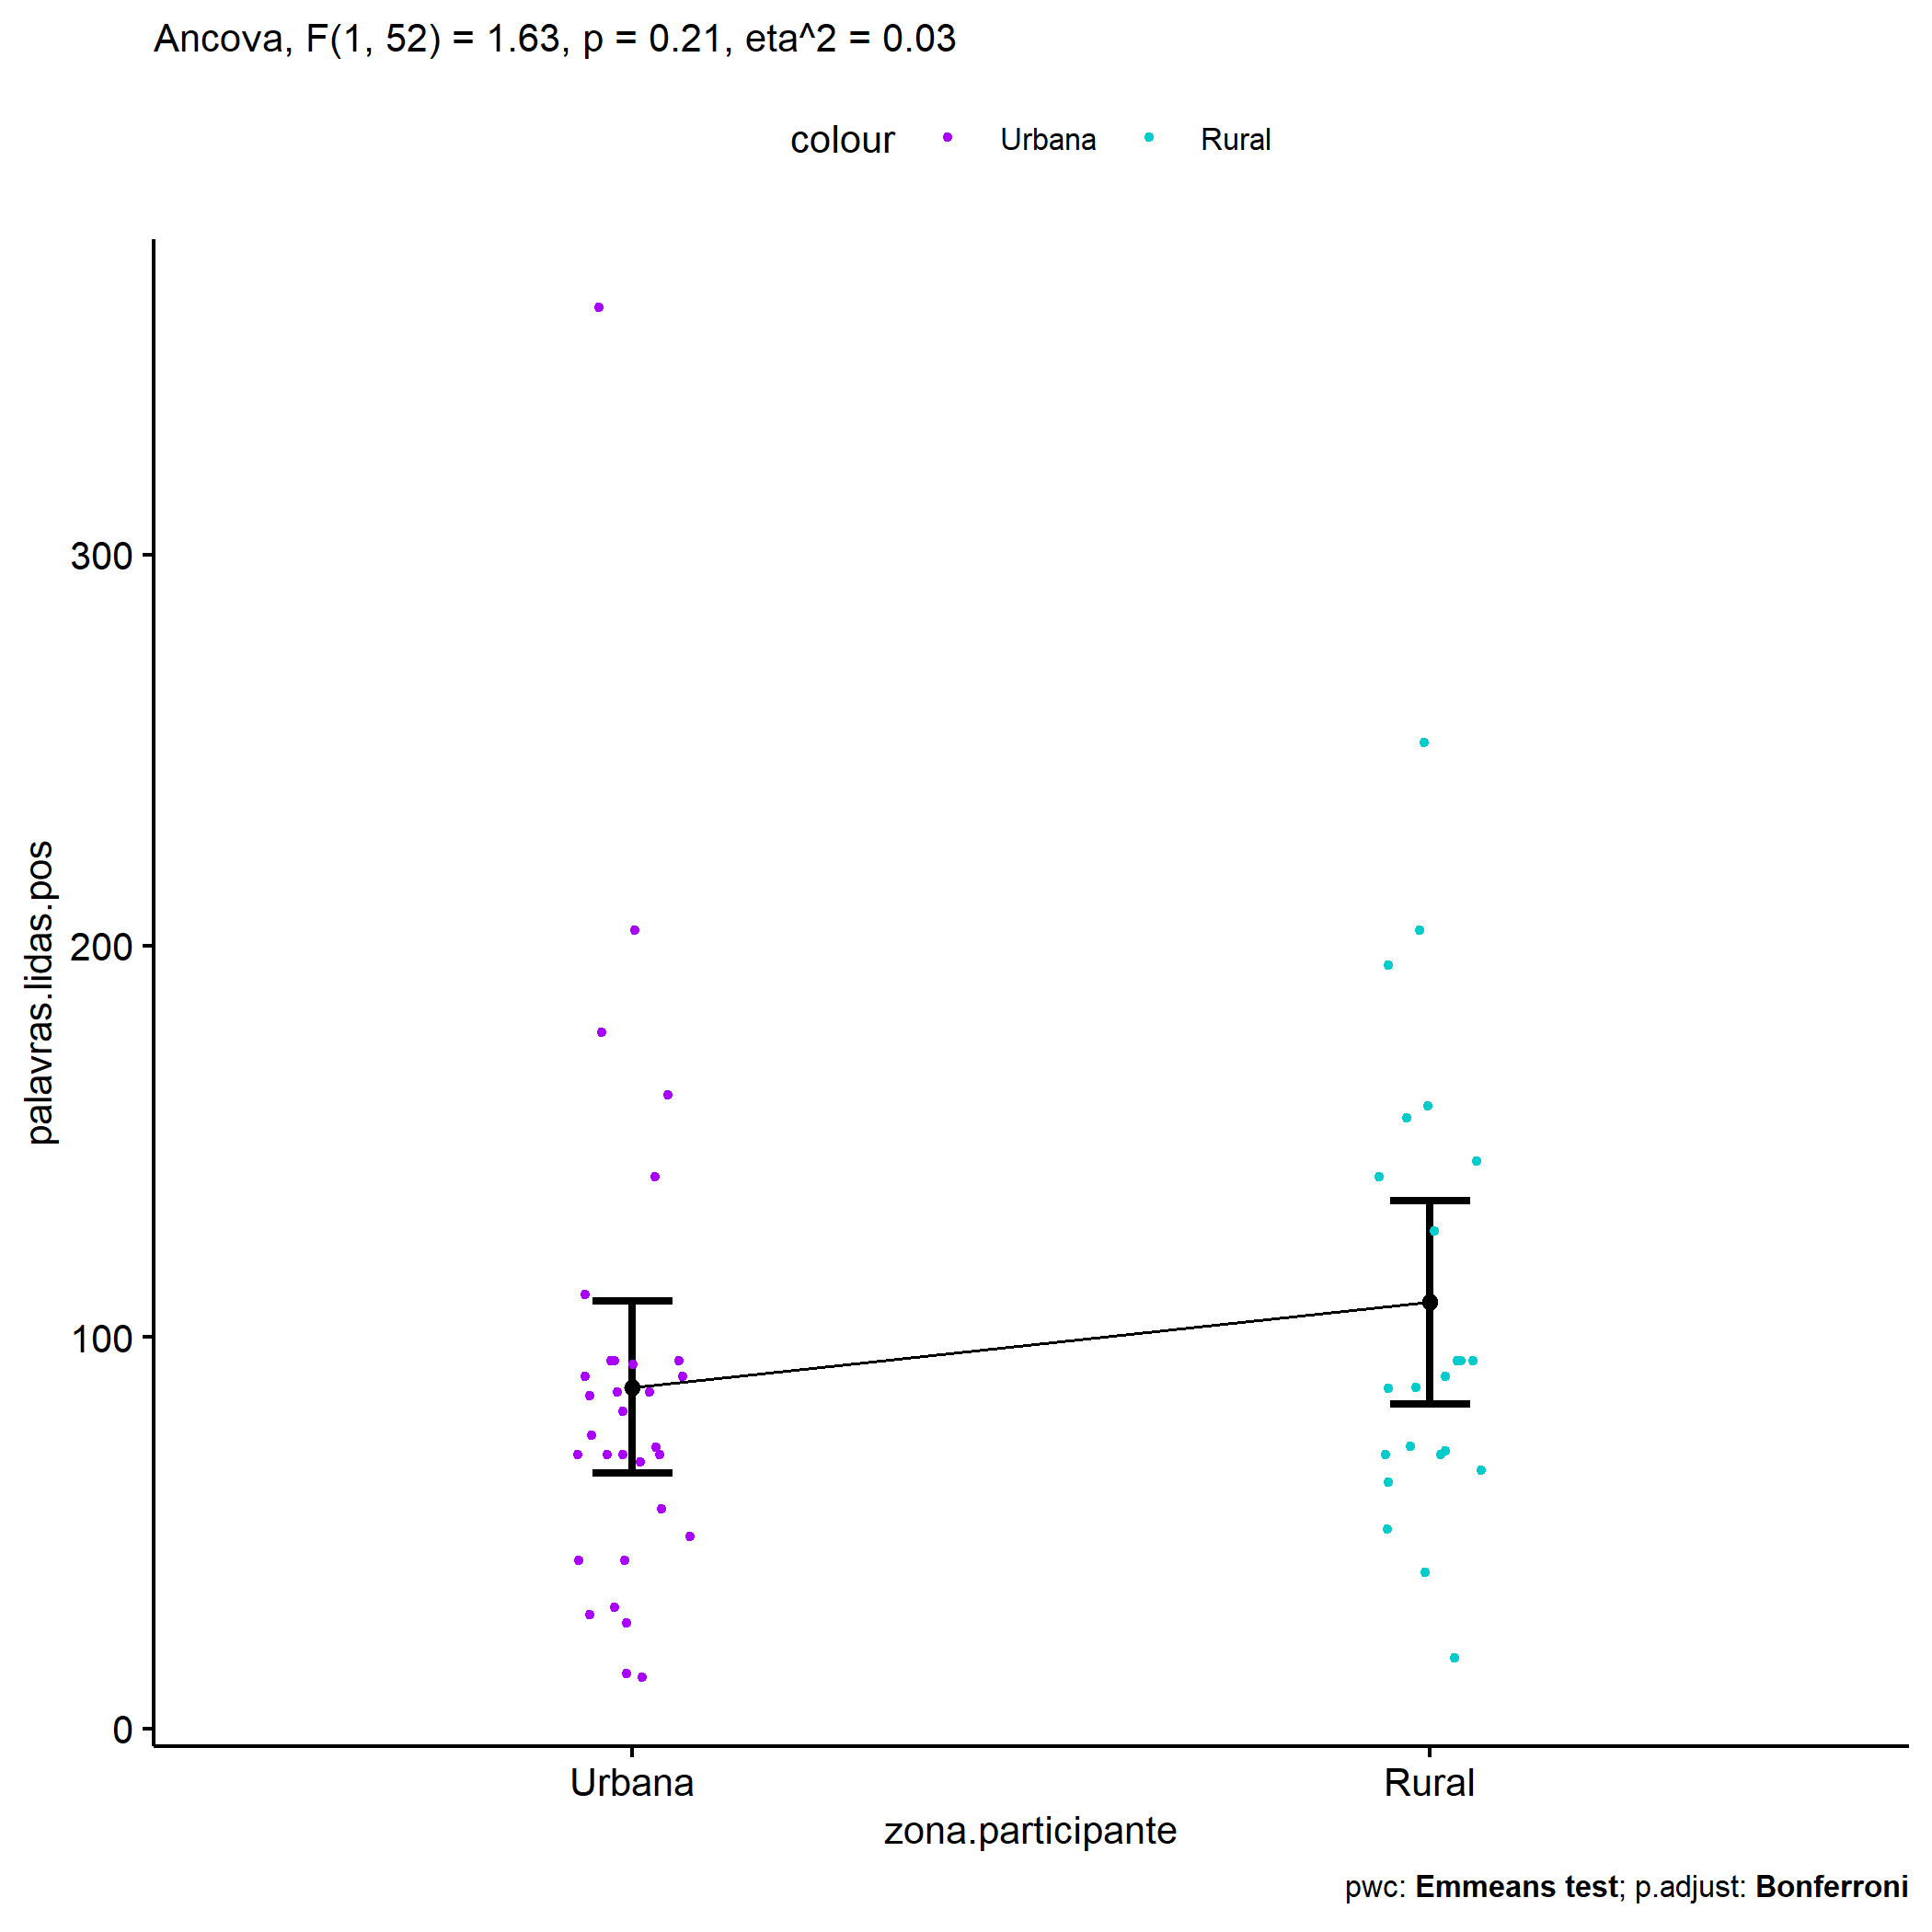 Ancova, F(1, 52) = 1.63, p = 0.21, eta^2 = 0.03
colour Urbana Rural
palavras.lidas.pos
300
200
100
0
Urbana Rural
zona.participante
pwc: Emmeans test; p.adjust: Bonferroni